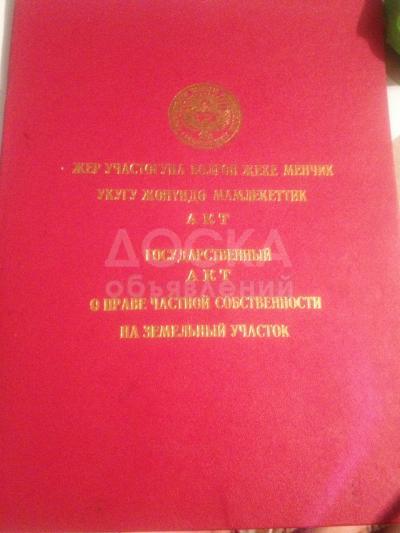 ЖЕР УЧАСТОГУНА БОЛГОН ЖЕКЕ МЕНЧИК
УКУГУ ЖӨНҮНДӨ МАМЛЕКЕТТИК
АКТ
ГОСУДАРСТВЕННЫЙ
АКТ
О ПРАВЕ ЧАСТНОЙ СОБСТВЕННОСТИ
НА ЗЕМЕЛЬНЫЙ УЧАСТОК
ДОСКА
объявлений